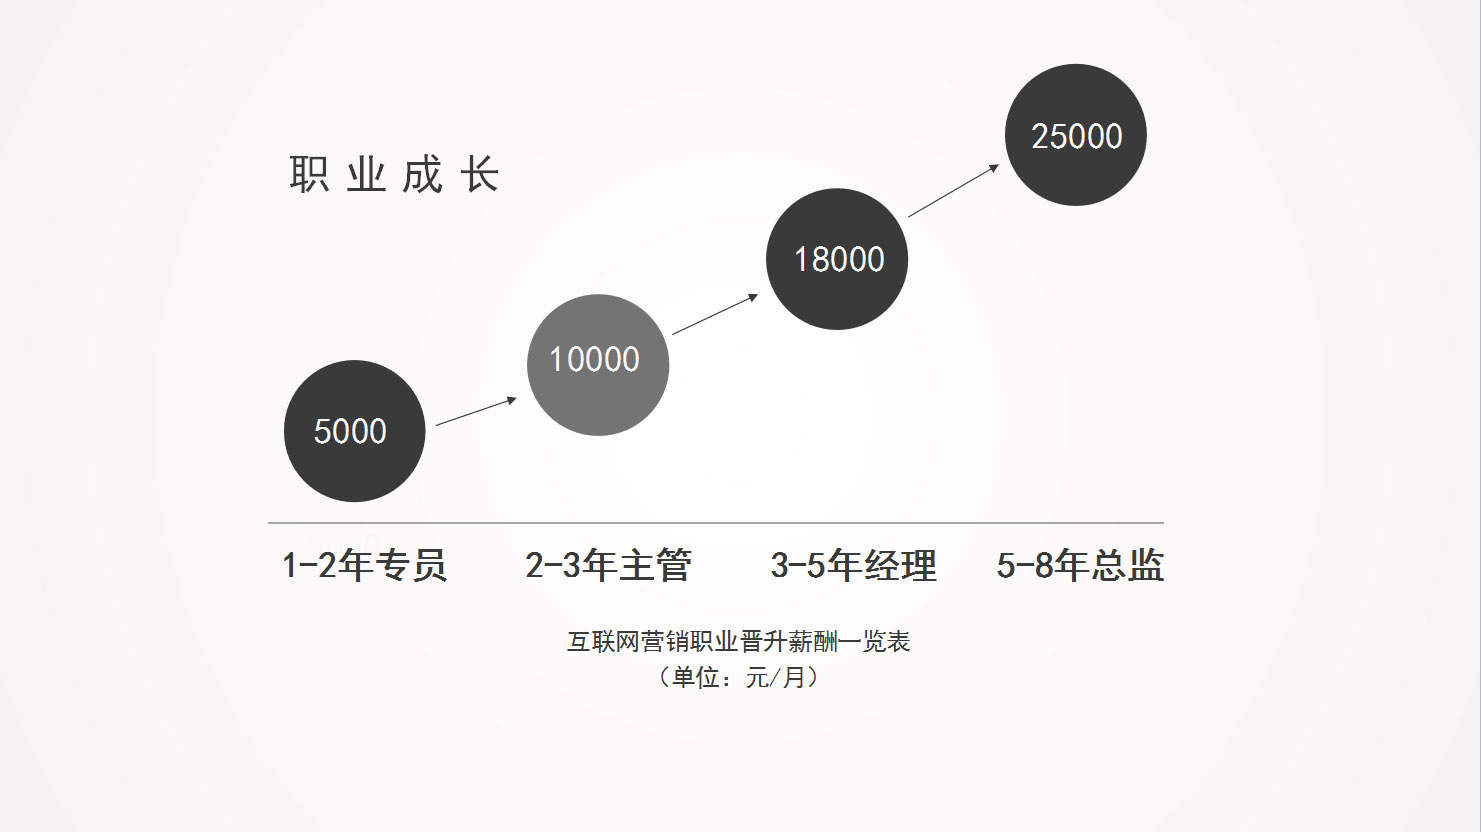 职业成长
25000
18000
10000
5000
1-2年专员
2-3年主管
3-5年经理
5-8年总监
互联网营销职业晋升薪酬一览表
（单位：元/月）